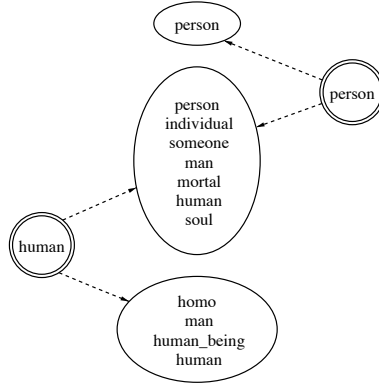 person
person
person
individual
someone
man
mortal
human
soul
human
homo
man
human_being
human